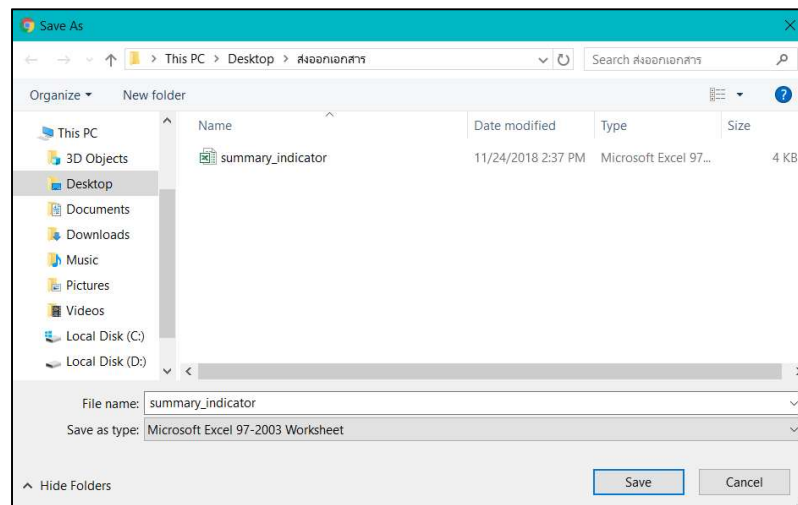 Save As
This PC > Desktop > ส่งออกเอกสาร
Search ส่งออกเอกสาร
Organize
New folder
Name Date modified Type Size
This PC
3D Objects
Desktop
Documents
Downloads
Music
Pictures
Videos
Local Disk (C:)
Local Disk (D:)
summary_indicator 11/24/2018 2:37 PM Microsoft Excel 97... 4 KB
File name: summary_indicator
Save as type: Microsoft Excel 97-2003 Worksheet
Hide Folders
Save
Cancel